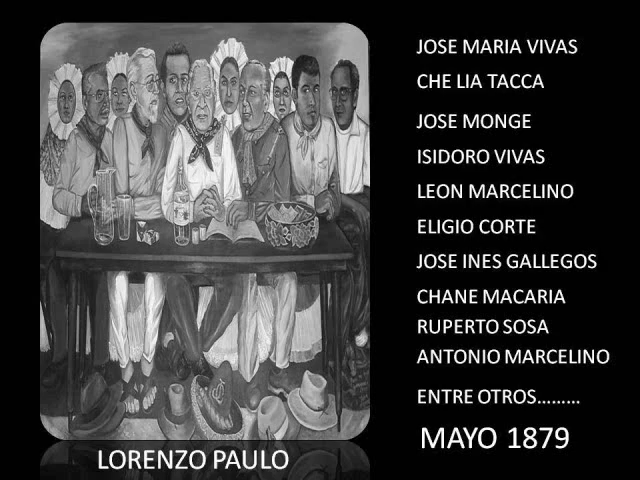 JOSE MARIA VIVAS
CHE LIA TACCA
JOSE MONGE
ISIDORO VIVAS
LEON MARCELINO
ELIGIO CORTE
JOSE INES GALLEGOS
CHANE MACARIA
RUPERTO SOSA
ANTONIO MARCELINO
ENTRE OTROS………
MAYO 1879
LORENZO PAULO